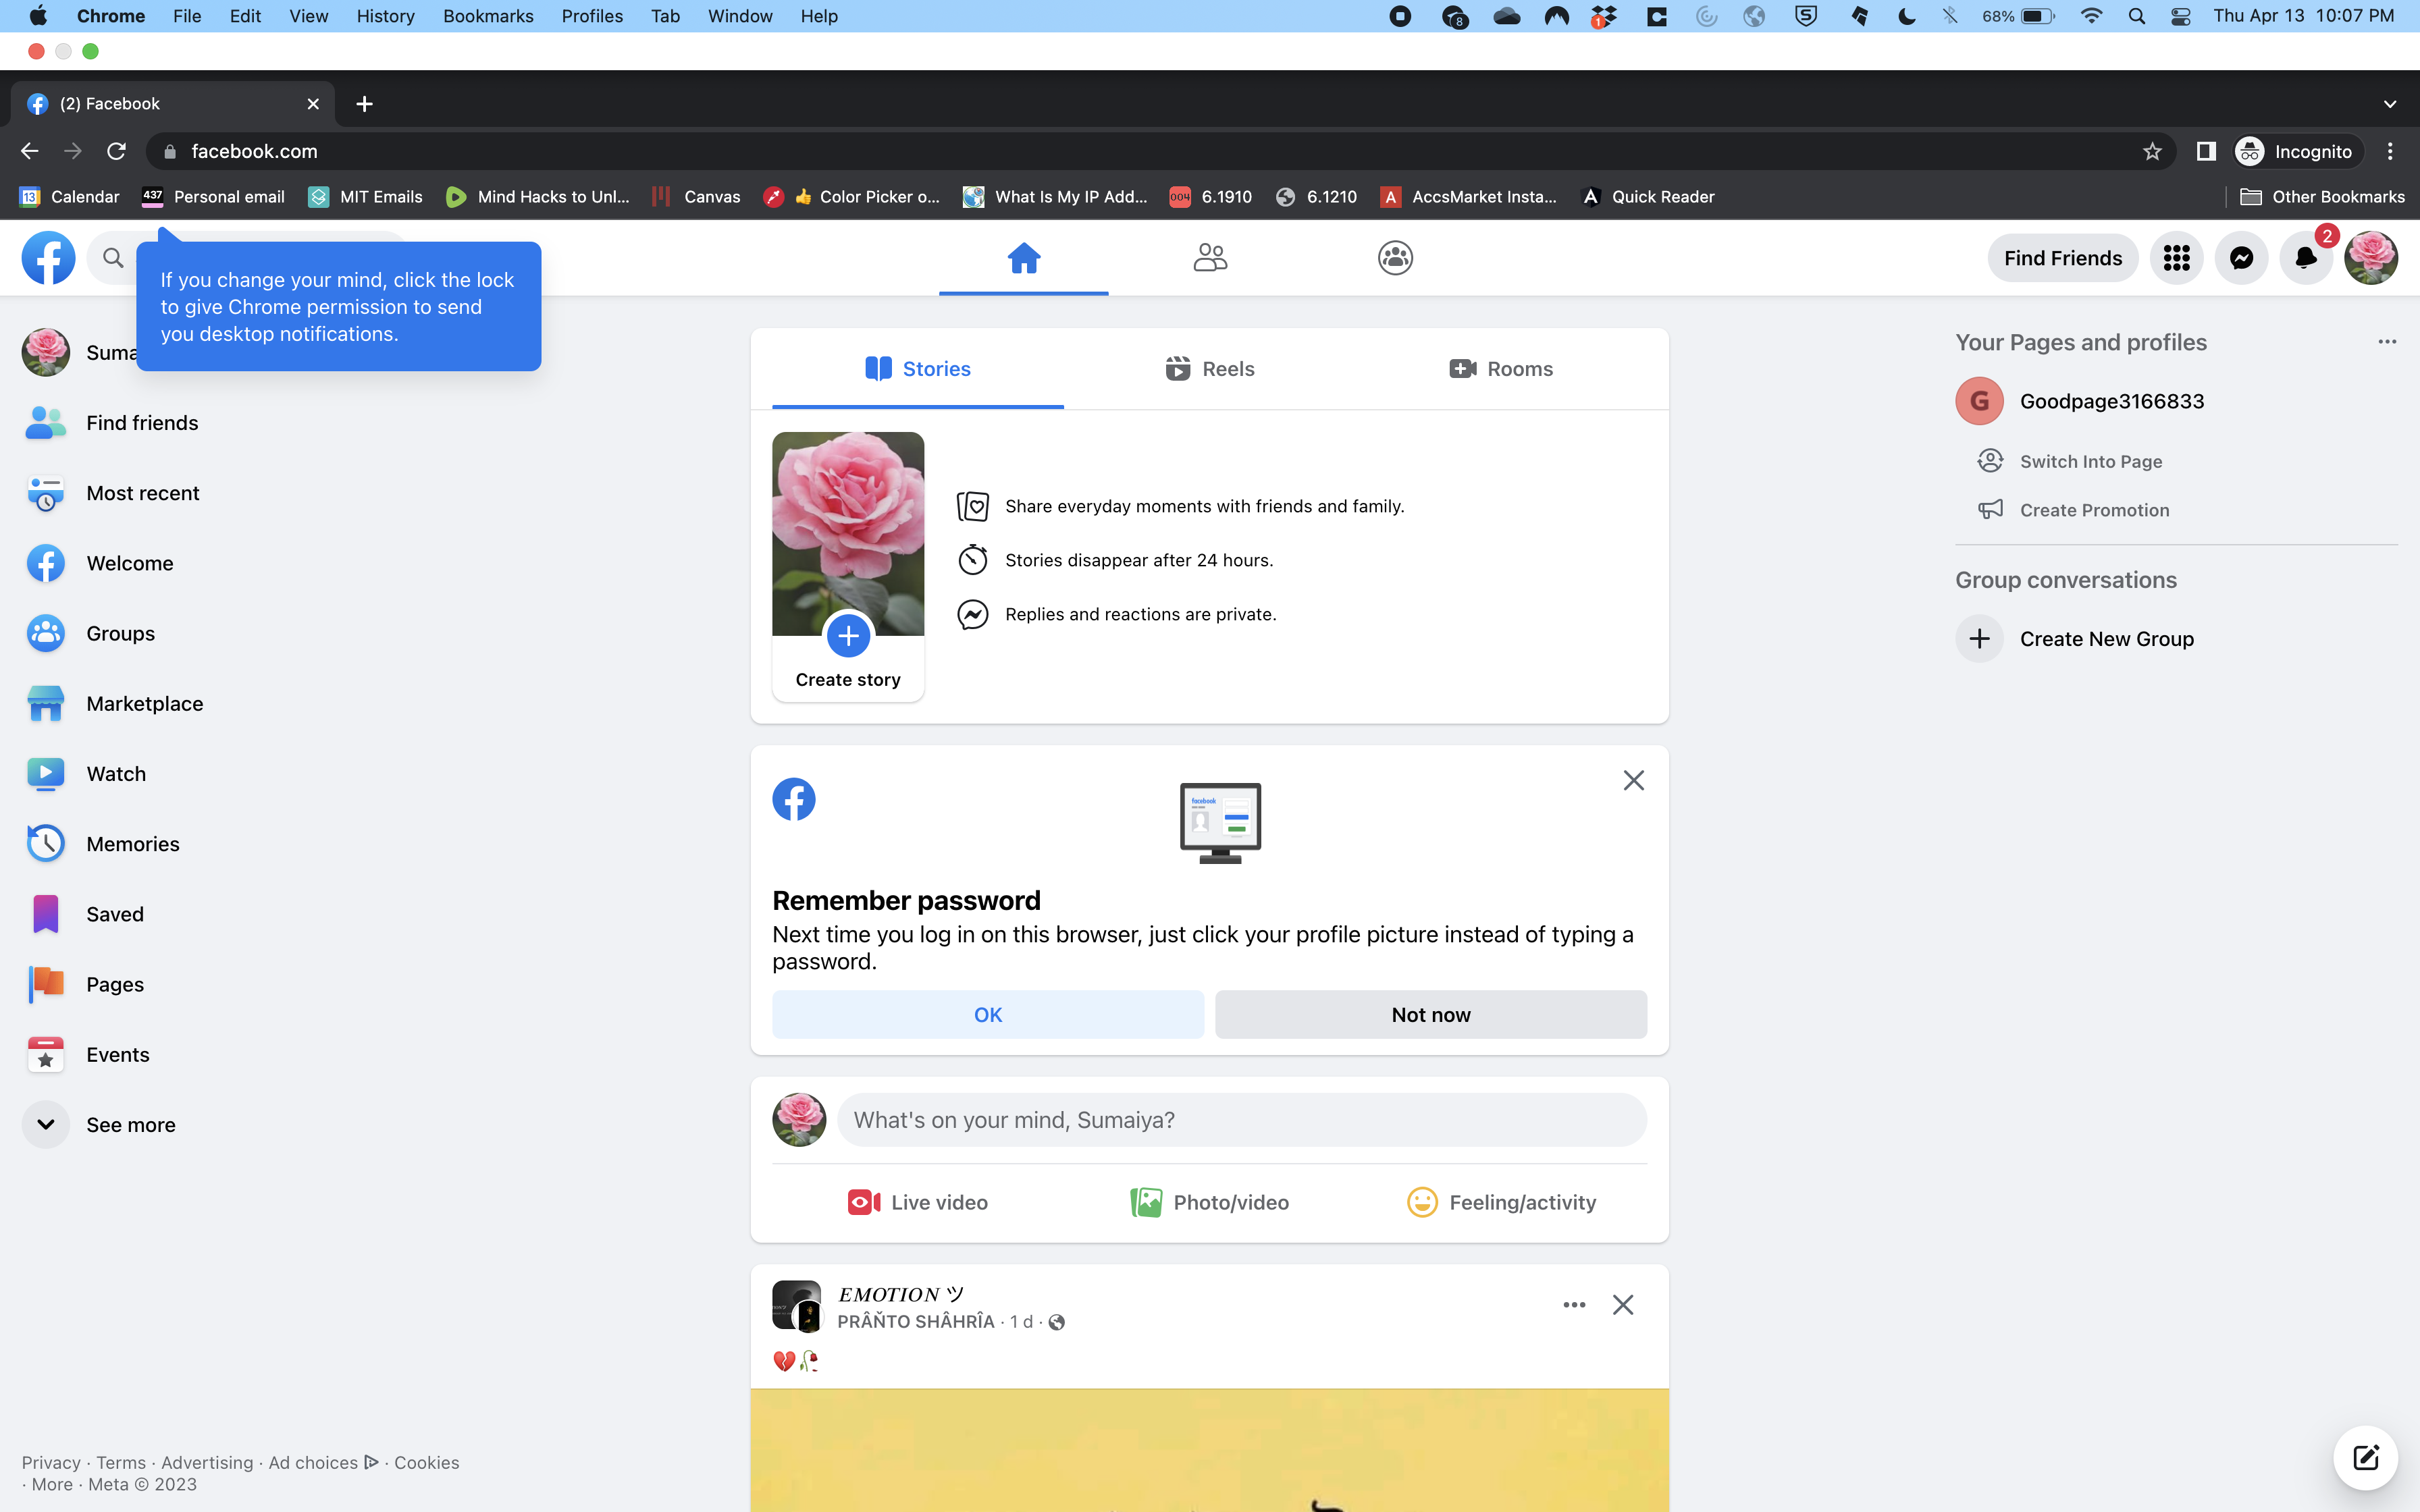 Chrome File Edit View History Bookmarks Profiles Tab Window Help
8
1
68%
Thu Apr 13 10:07 PM
(2) Facebook
facebook.com
Incognito
13 Calendar
437 Personal email
MIT Emails
Mind Hacks to Unl...
Canvas
👍 Color Picker o...
What Is My IP Add...
004 6.1910
6.1210
A AccsMarket Insta...
Quick Reader
Other Bookmarks
If you change your mind, click the lock
to give Chrome permission to send
you desktop notifications.
Find Friends
2
Suma
Find friends
Most recent
Welcome
Groups
Marketplace
Watch
Memories
Saved
Pages
Events
See more
Privacy · Terms · Advertising · Ad choices · Cookies
· More · Meta © 2023
Stories
Reels
Rooms
Create story
Share everyday moments with friends and family.
Stories disappear after 24 hours.
Replies and reactions are private.
facebook
Remember password
Next time you log in on this browser, just click your profile picture instead of typing a
password.
OK
Not now
What's on your mind, Sumaiya?
Live video
Photo/video
Feeling/activity
𝐸𝑀𝑂𝑇𝐼𝑂𝑁 ツ
PRÂŇTO SHÂHRÎA · 1 d ·
💔🥀
Your Pages and profiles
G
Goodpage3166833
Switch Into Page
Create Promotion
Group conversations
Create New Group